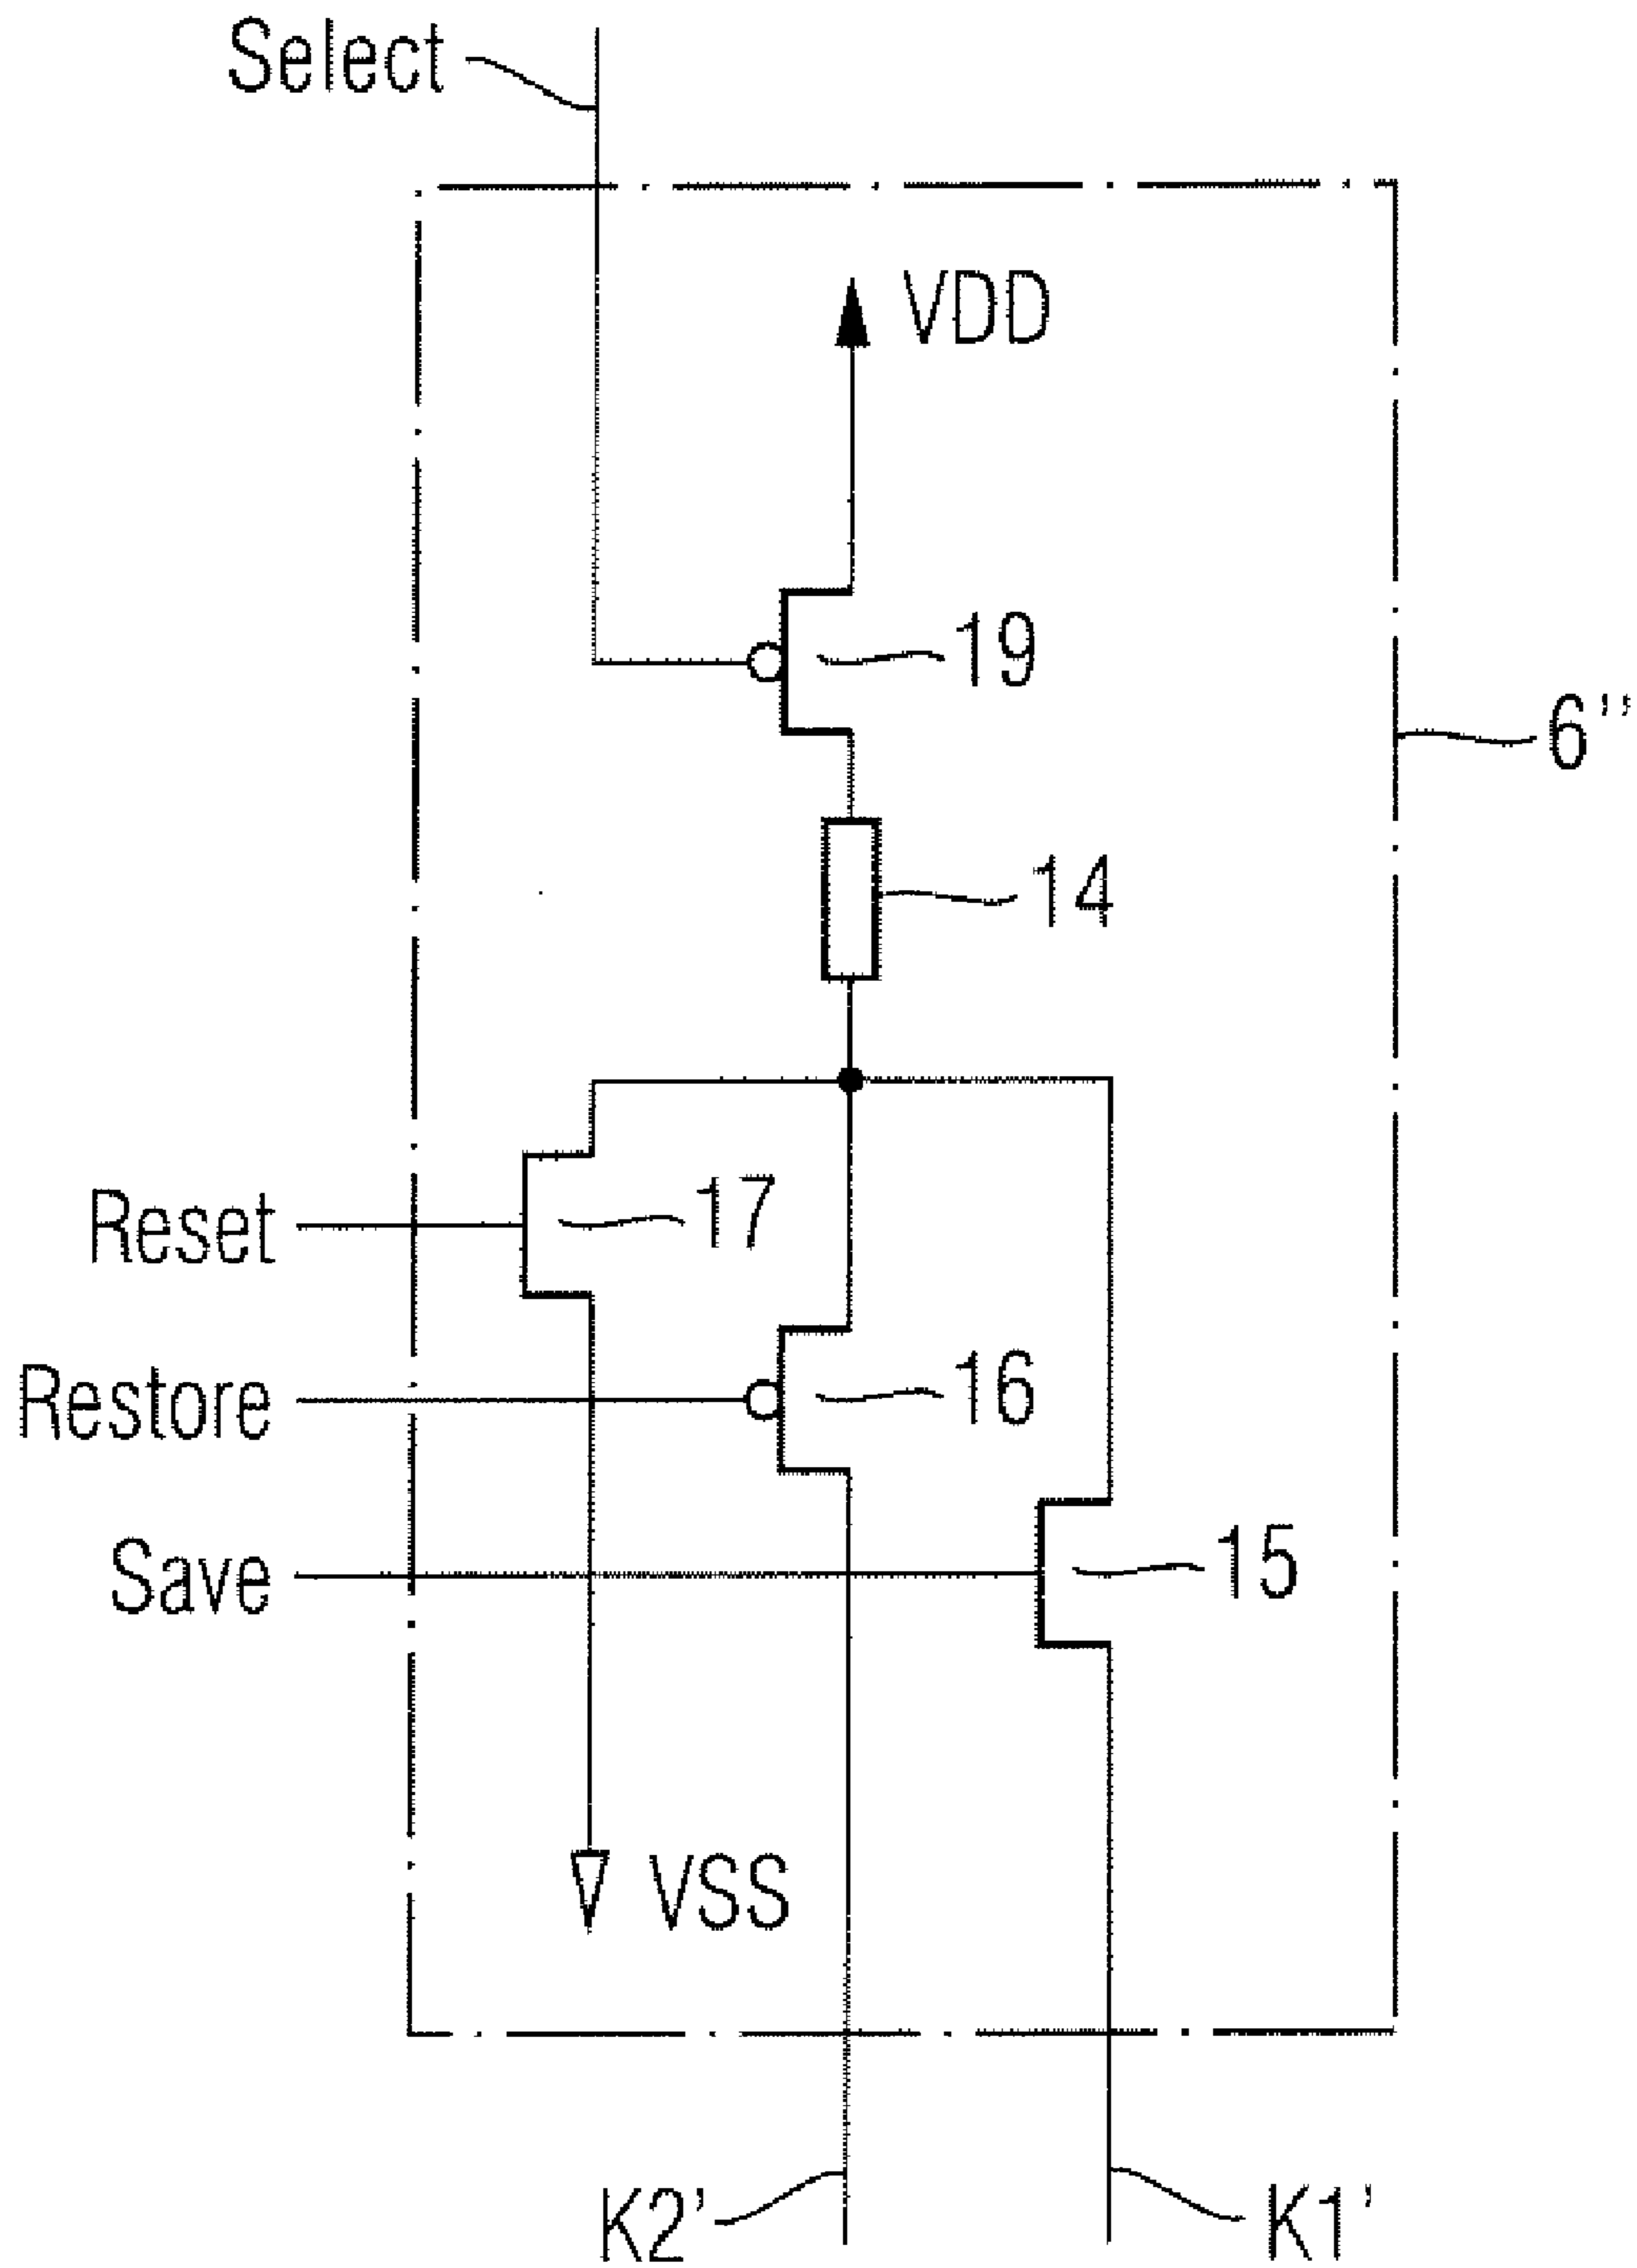 Select
VDD
19
6''
14
17
Reset
16
Restore
15
Save
VSS
K2'
K1'